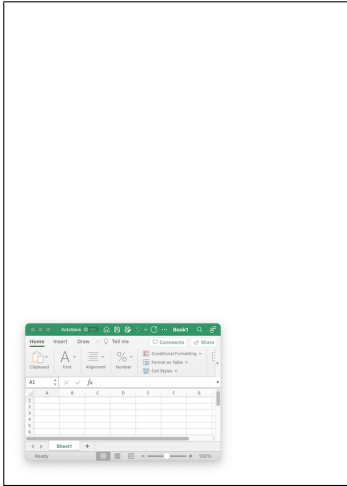 AutoSave Book1
Home Insert Draw Tell me Comments Share
Clipboard Font Alignment Number
Conditional Formatting
Format as Table
Cell Styles
A1 fx
A B C D E F G
1
2
3
4
5
6
Sheet1 +
Ready 100%